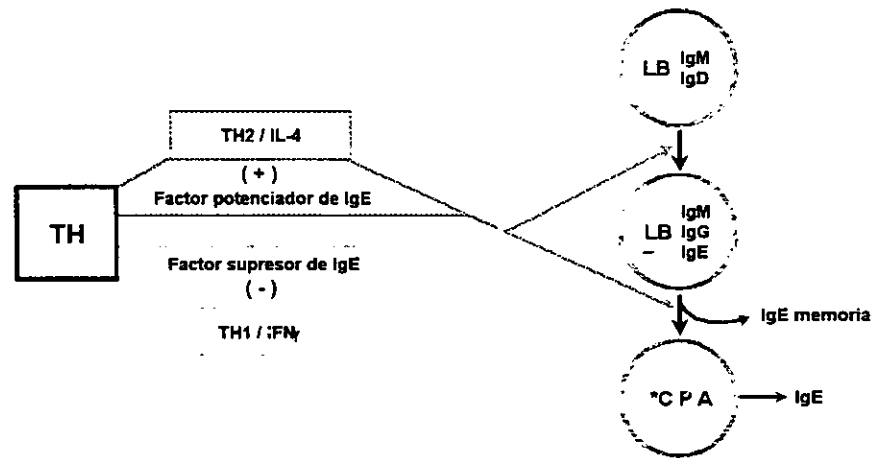 LB IgM
IgD
TH2 / IL-4
( + )
Factor potenciador de IgE
TH
Factor supresor de IgE
( - )
TH1 / IFNγ
LB IgM
IgG
IgE
IgE memoria
*C P A
IgE